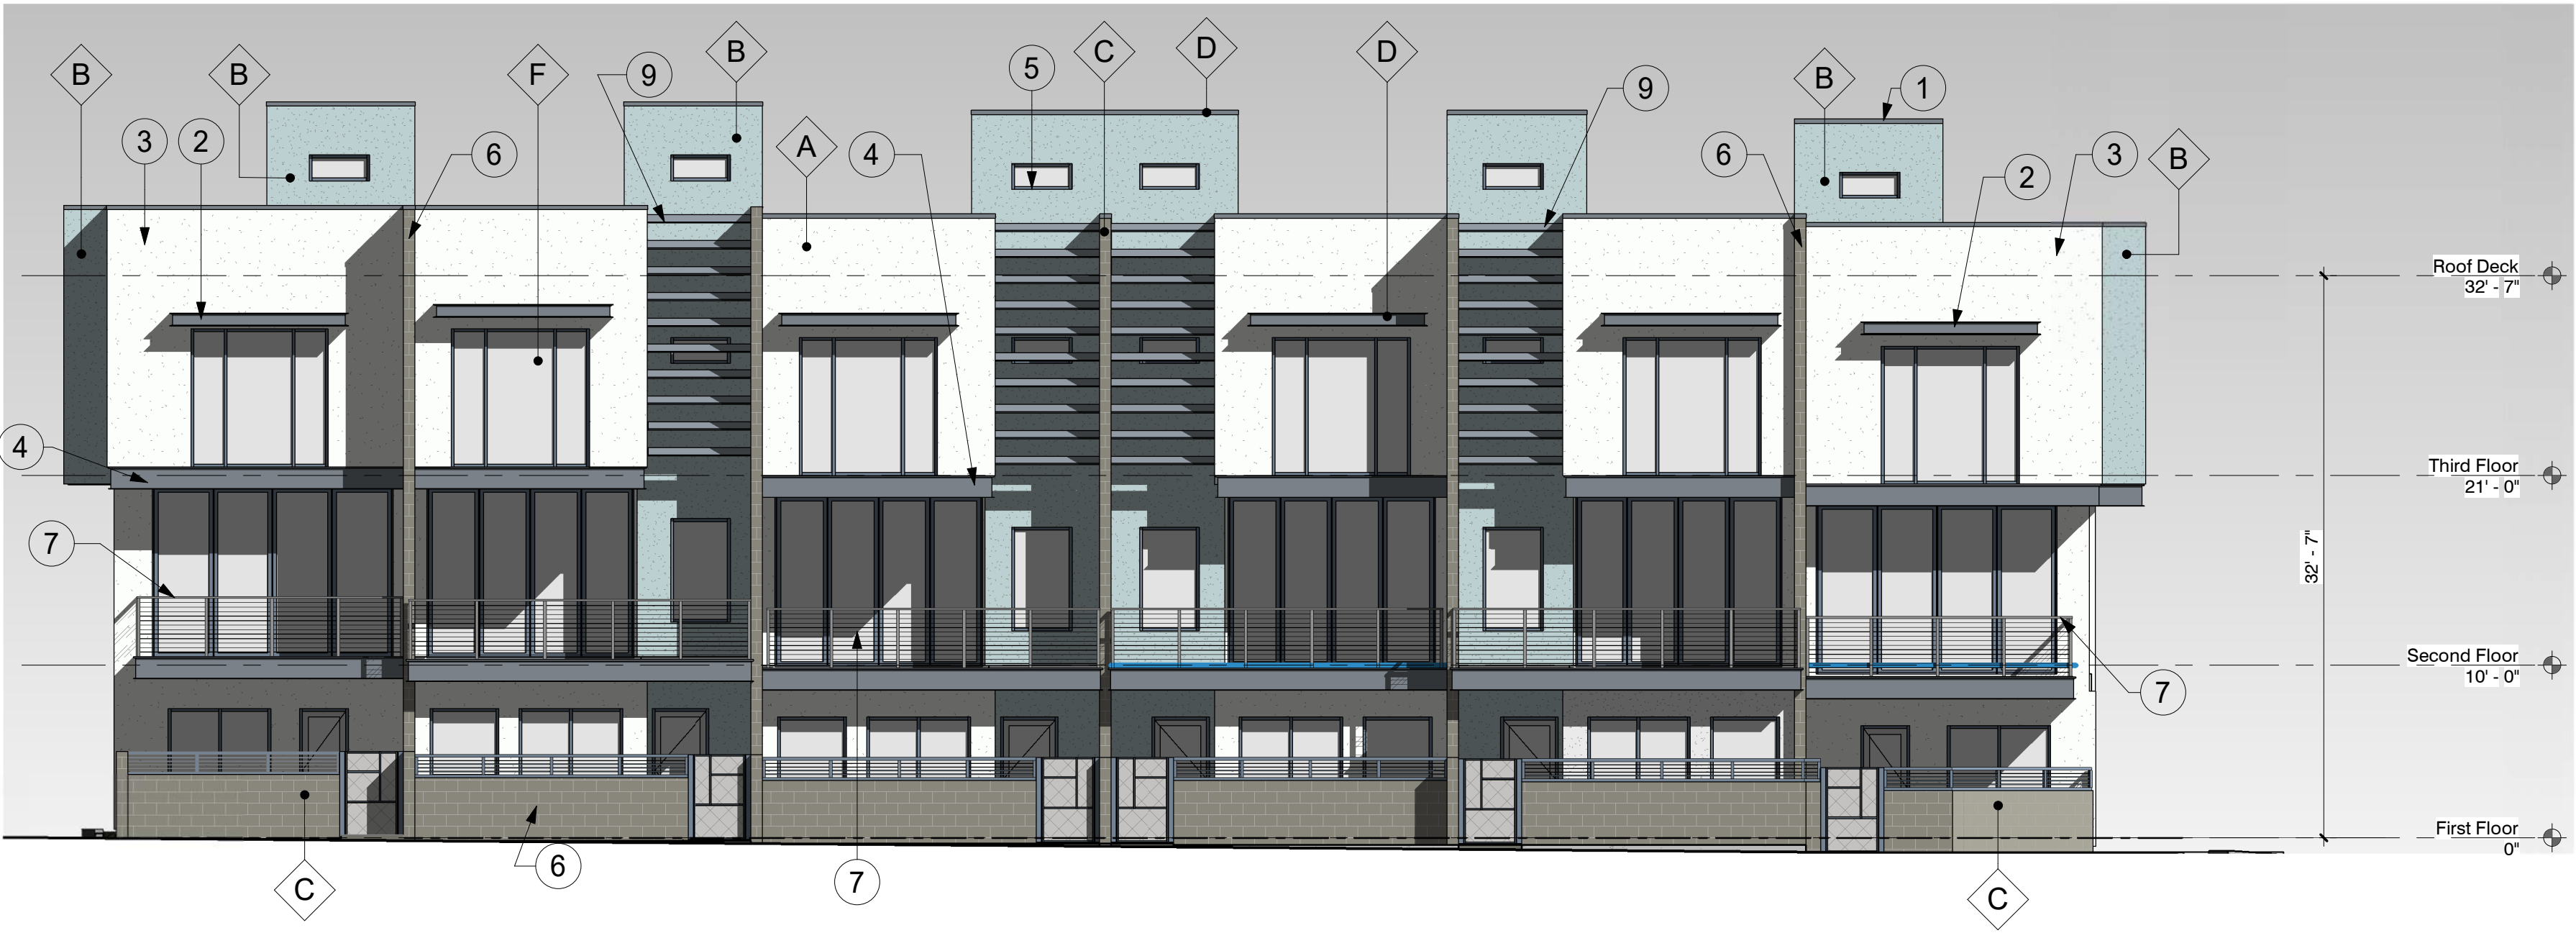 B
B
F
9
B
5
C
D
D
B
1
9
3
2
6
A
4
6
3
B
2
Roof Deck
32' - 7"
4
Third Floor
21' - 0"
7
32' - 7"
Second Floor
10' - 0"
7
First Floor
0"
6
C
7
C